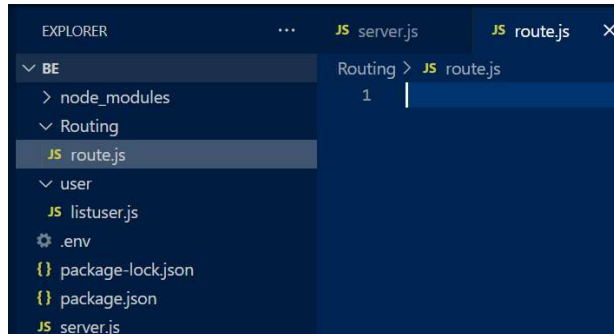 EXPLORER ...
BE
node_modules
Routing
JS route.js
user
JS listuser.js
.env
{} package-lock.json
{} package.json
JS server.js
JS server.js JS route.js ×
Routing > JS route.js
1